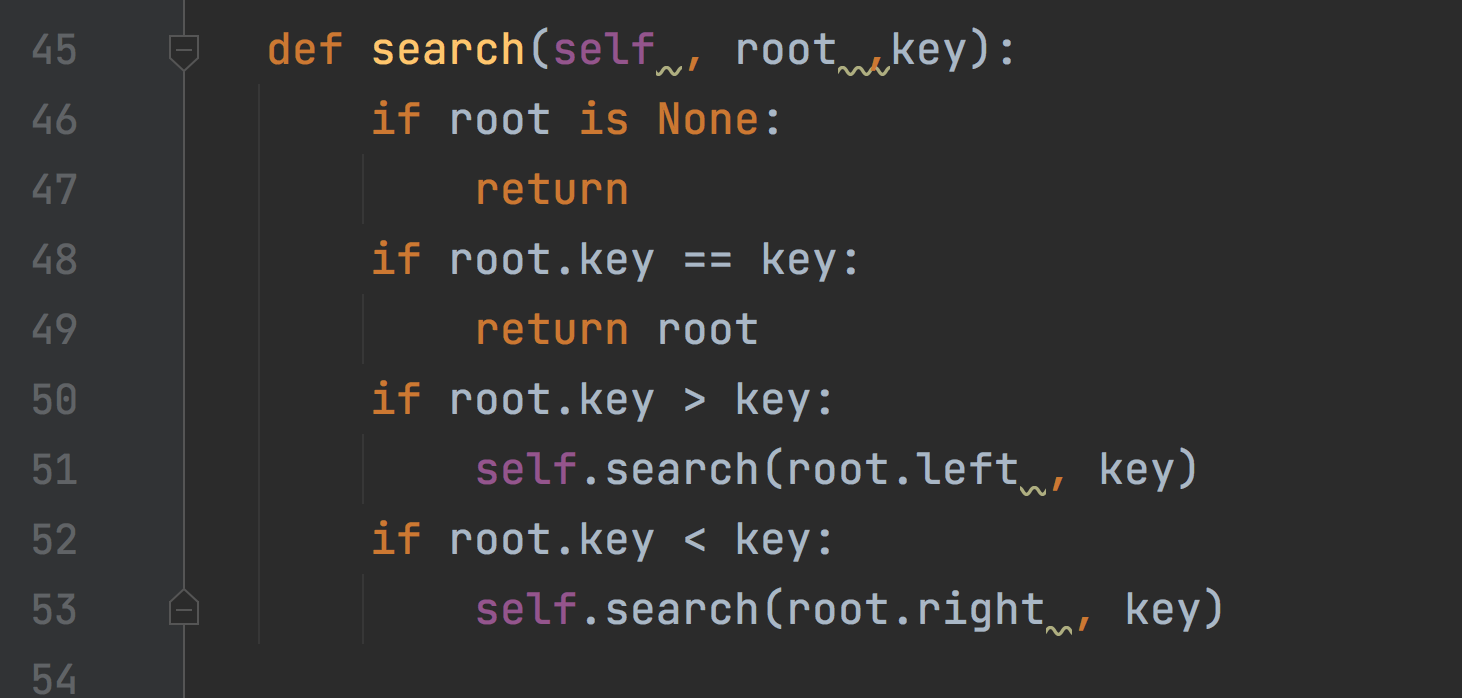 45 def search(self , root ,key):
46 if root is None:
47 return
48 if root.key == key:
49 return root
50 if root.key > key:
51 self.search(root.left , key)
52 if root.key < key:
53 self.search(root.right , key)
54